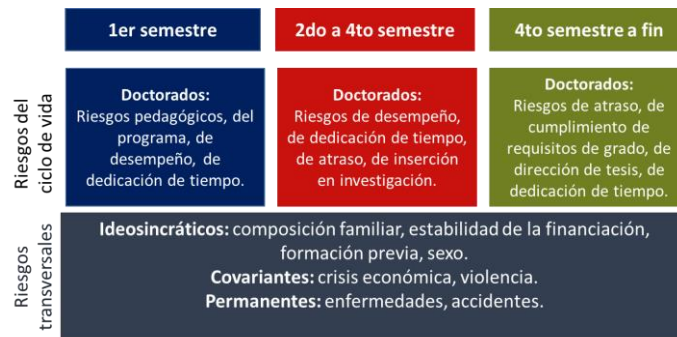 1er semestre
2do a 4to semestre
4to semestre a fin
Riesgos del
ciclo de vida
Doctorados:
Riesgos pedagógicos, del
programa, de
desempeño, de
dedicación de tiempo.
Doctorados:
Riesgos de desempeño,
de dedicación de tiempo,
de atraso, de inserción
en investigación.
Doctorados:
Riesgos de atraso, de
cumplimiento de
requisitos de grado, de
dirección de tesis, de
dedicación de tiempo.
Riesgos
transversales
Ideosincráticos: composición familiar, estabilidad de la financiación,
formación previa, sexo.
Covariantes: crisis económica, violencia.
Permanentes: enfermedades, accidentes.